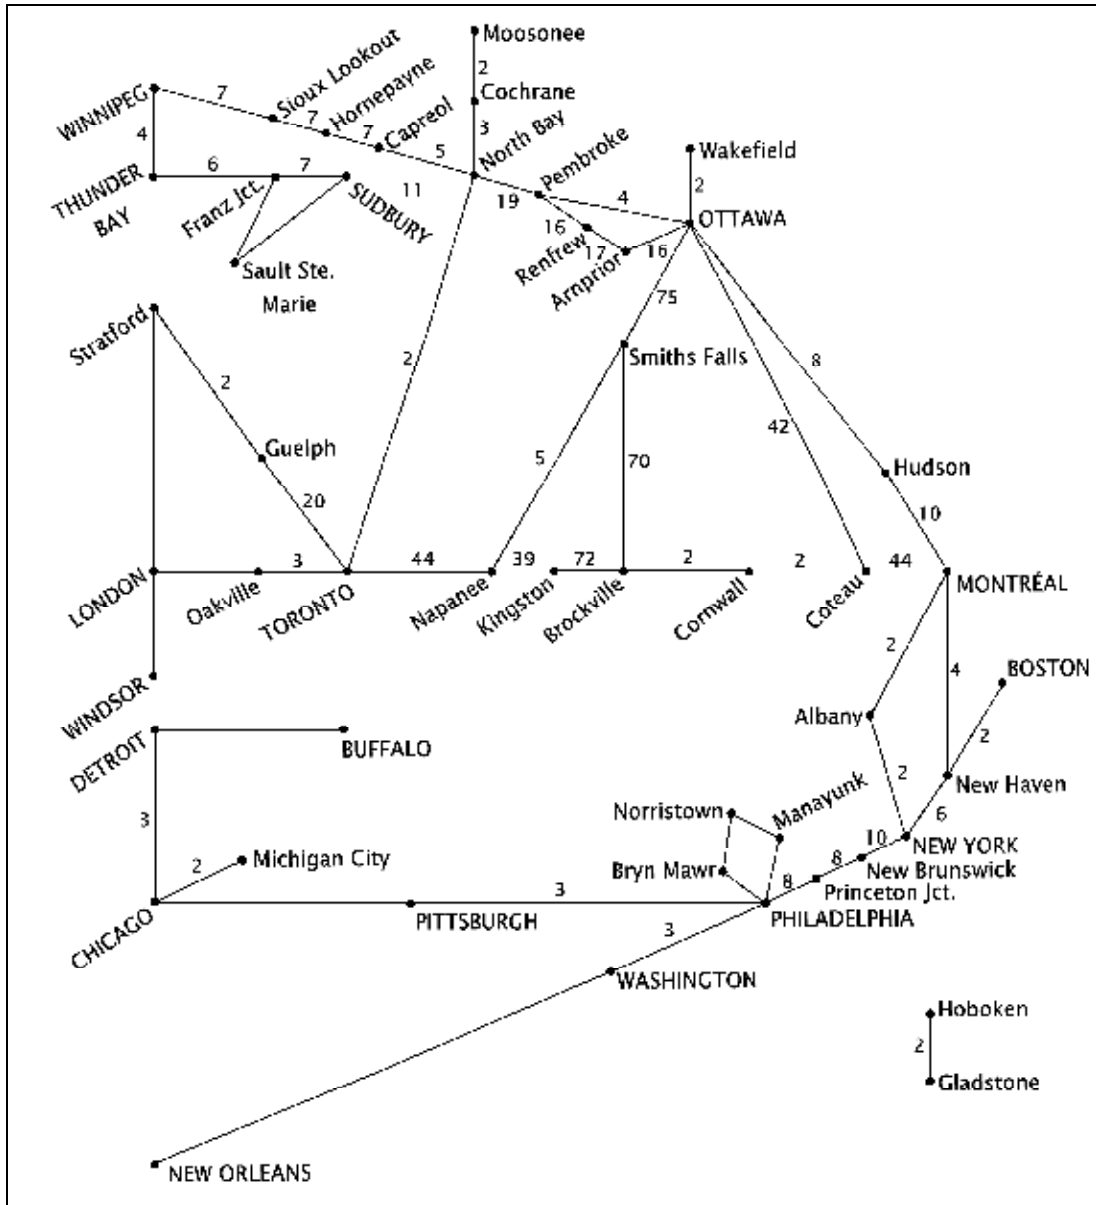 Moosonee
2
Sioux Lookout
WINNIPEG
7
Hornepayne
Cochrane
7
Capreol
3
4
7
North Bay
5
Pembroke
Wakefield
THUNDER
BAY
6
7
Franz Jct.
SUDBURY
11
19
4
2
OTTAWA
16
Renfrew
17
16
Arnprior
Sault Ste.
Marie
75
Stratford
2
2
Smiths Falls
8
42
Guelph
5
70
Hudson
20
10
LONDON
3
44
39
72
2
2
44
Oakville
TORONTO
Napanee
Kingston
Brockville
Cornwall
Coteau
MONTRÉAL
2
BOSTON
4
WINDSOR
Albany
2
DETROIT
BUFFALO
2
New Haven
3
Norristown
Manayunk
6
10
NEW YORK
2
Michigan City
Bryn Mawr
8
8
New Brunswick
Princeton Jct.
CHICAGO
3
PITTSBURGH
PHILADELPHIA
3
WASHINGTON
Hoboken
2
Gladstone
NEW ORLEANS